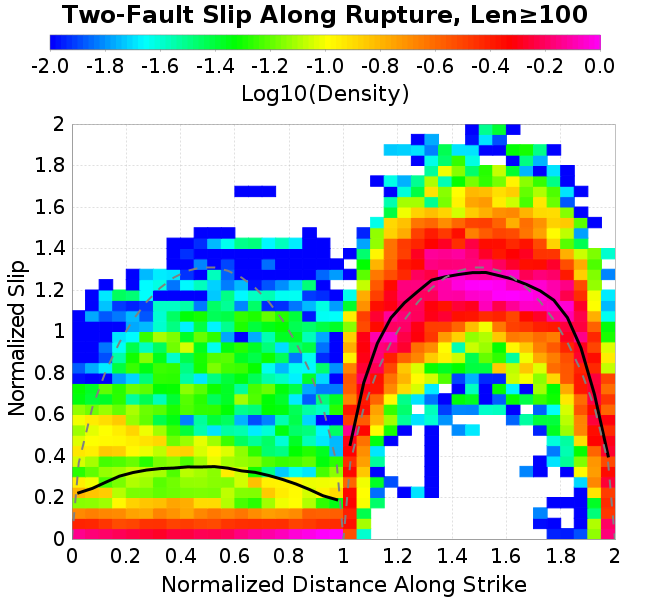 Two-Fault Slip Along Rupture, Len≥100
-2.0 -1.8 -1.6 -1.4 -1.2 -1.0 -0.8 -0.6 -0.4 -0.2 0.0
Log10(Density)
2
1.8
1.6
1.4
1.2
1
0.8
0.6
0.4
0.2
0
Normalized Slip
0 0.2 0.4 0.6 0.8 1 1.2 1.4 1.6 1.8 2
Normalized Distance Along Strike